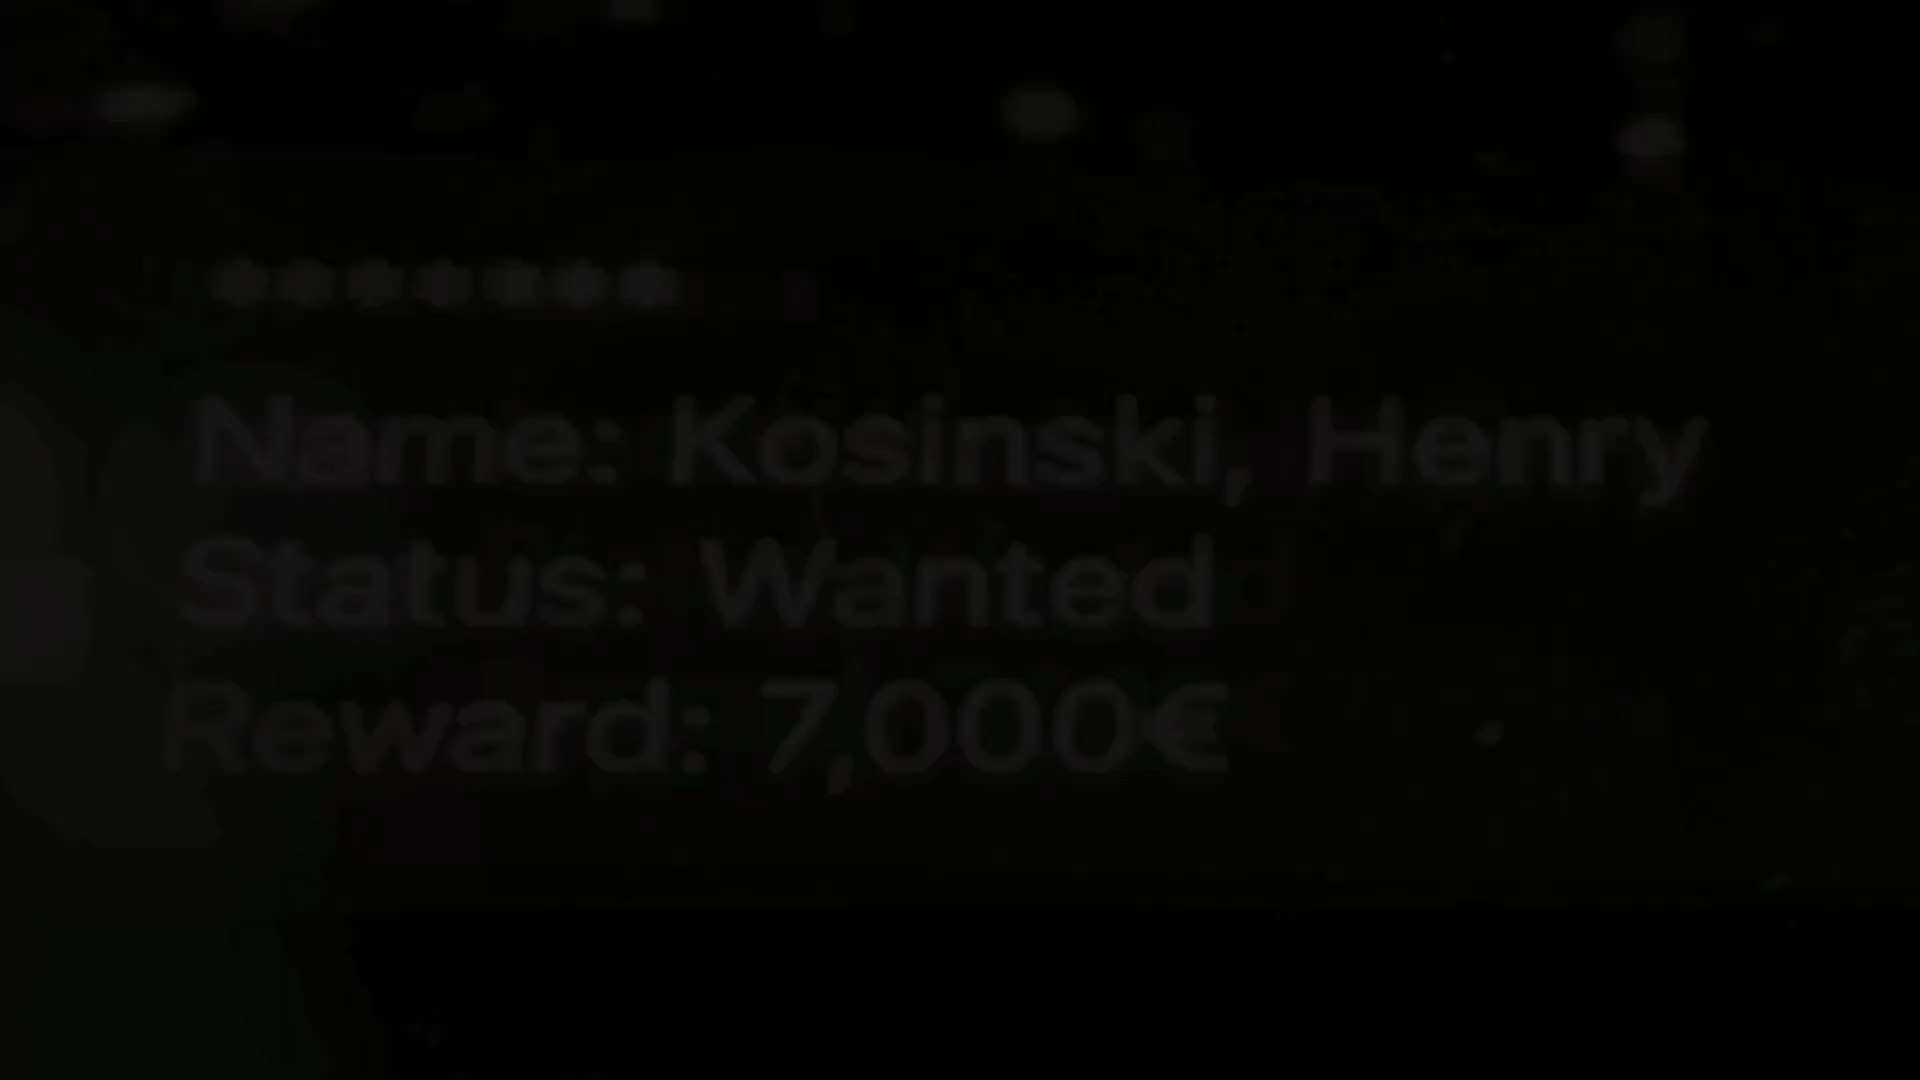 *******
Name: Kosinski, Henry
Status: Wanted
Reward: 7,000€